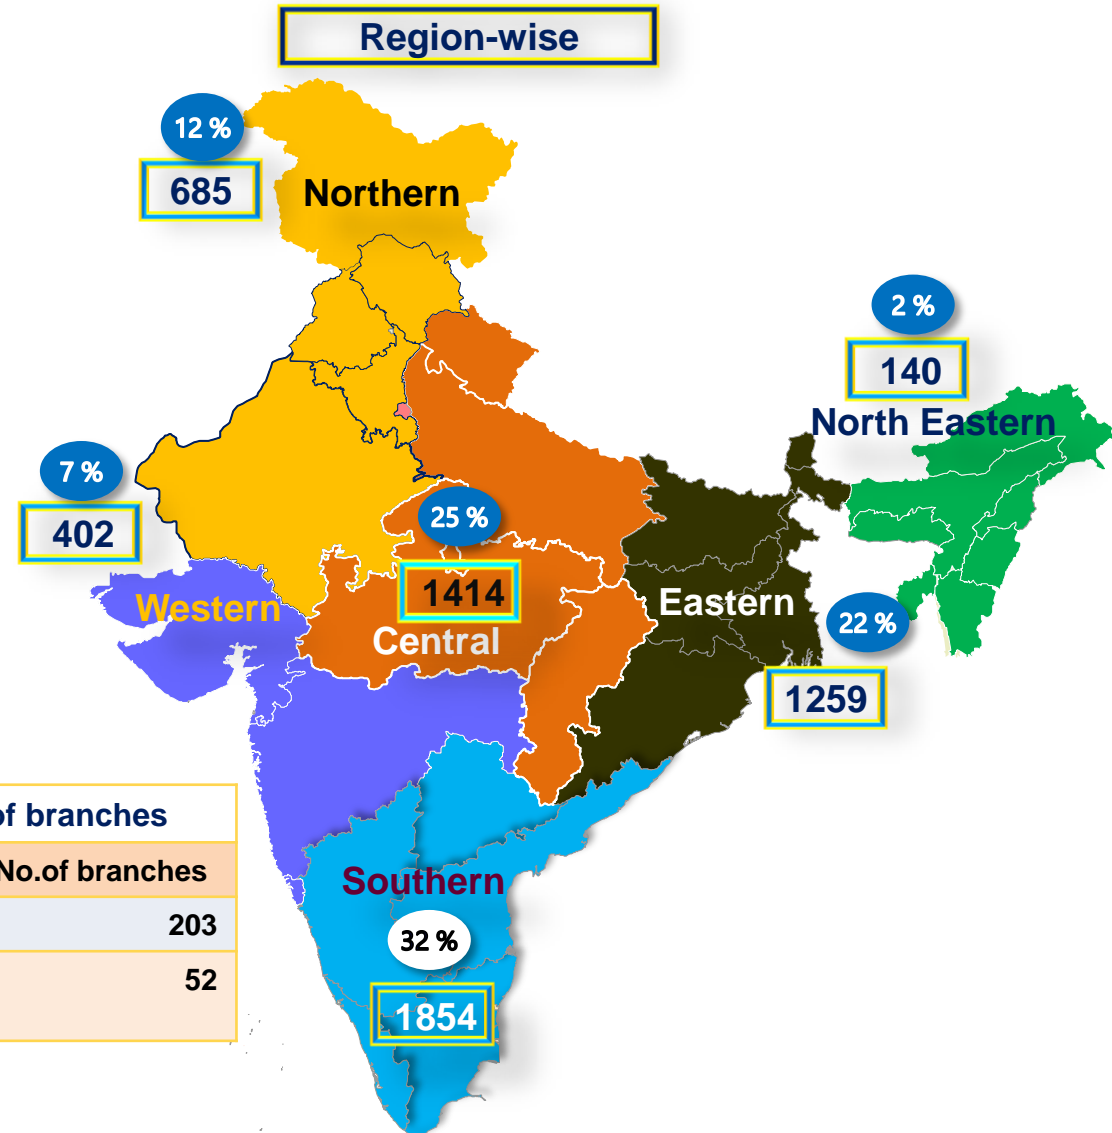 Region-wise
12 %
685
Northern
2 %
140
North Eastern
7 %
402
25 %
1414
Western
Central
Eastern
22 %
1259
of branches
No.of branches
203
52
Southern
32 %
1854